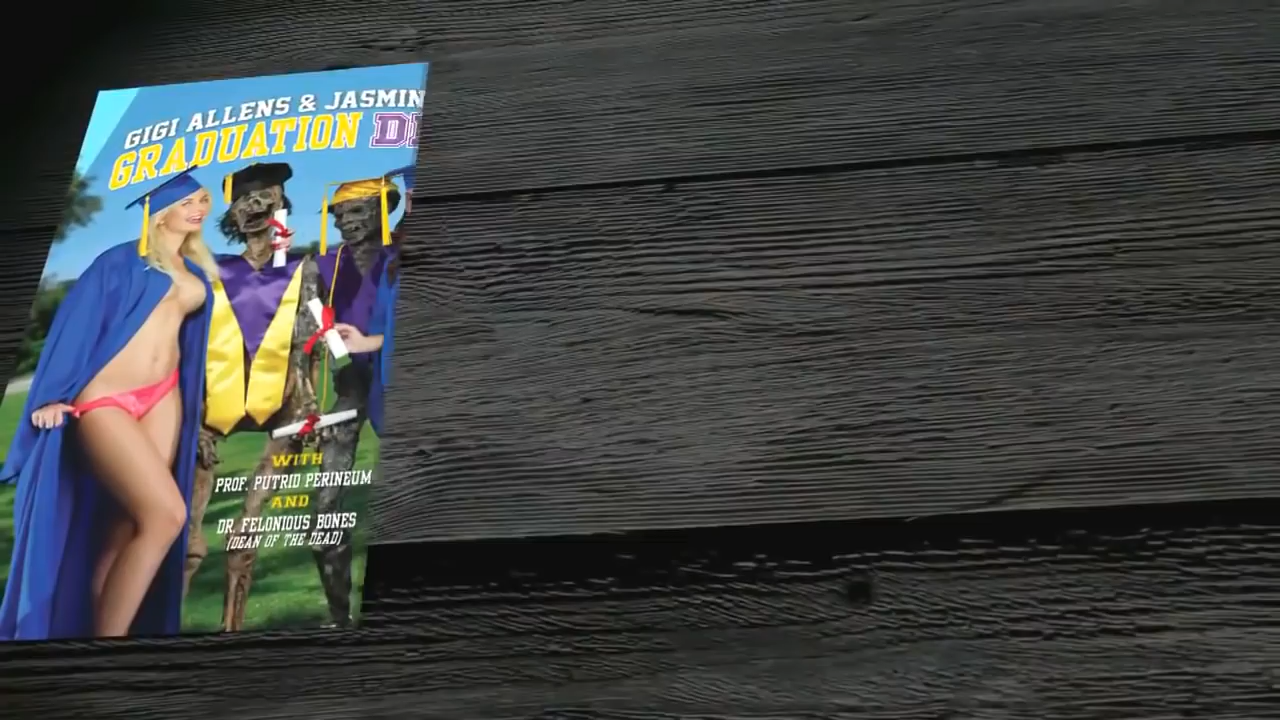 GIGI ALLENS & JASMIN
GRADUATION
WITH
PROF. PUTRID PERINEUM
AND
DR. FELONIOUS BONES
(DEAN OF THE DEAD)